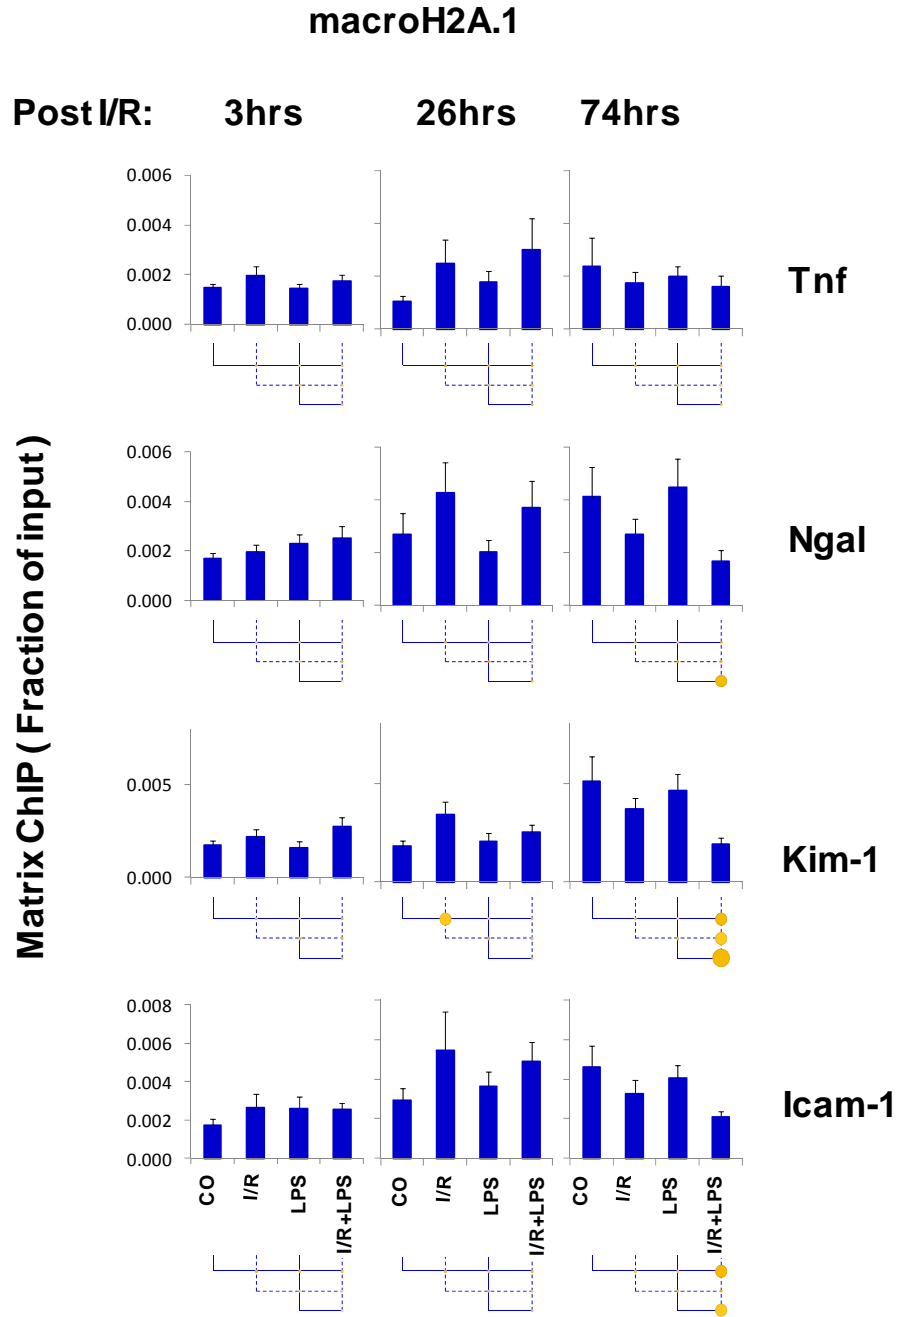 macroH2A.1
Post I/R: 3hrs 26hrs 74hrs
Matrix ChIP ( Fraction of input)
0.006
0.004
0.002
0.000
Tnf
0.006
0.004
0.002
0.000
Ngal
0.005
0.000
Kim-1
0.008
0.006
0.004
0.002
0.000
Icam-1
CO I/R LPS I/R+LPS CO I/R LPS I/R+LPS CO I/R LPS I/R+LPS